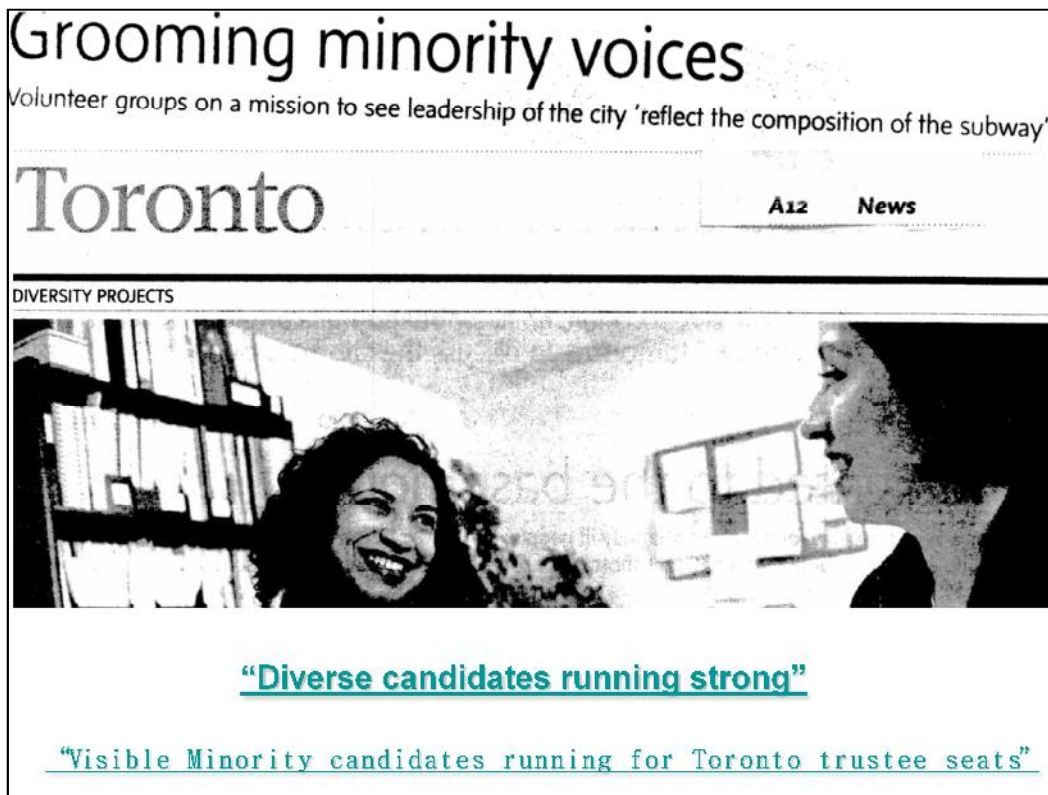 Grooming minority voices
Volunteer groups on a mission to see leadership of the city 'reflect the composition of the subway'
Toronto
A12 News
DIVERSITY PROJECTS
“Diverse candidates running strong”
“Visible Minority candidates running for Toronto trustee seats”